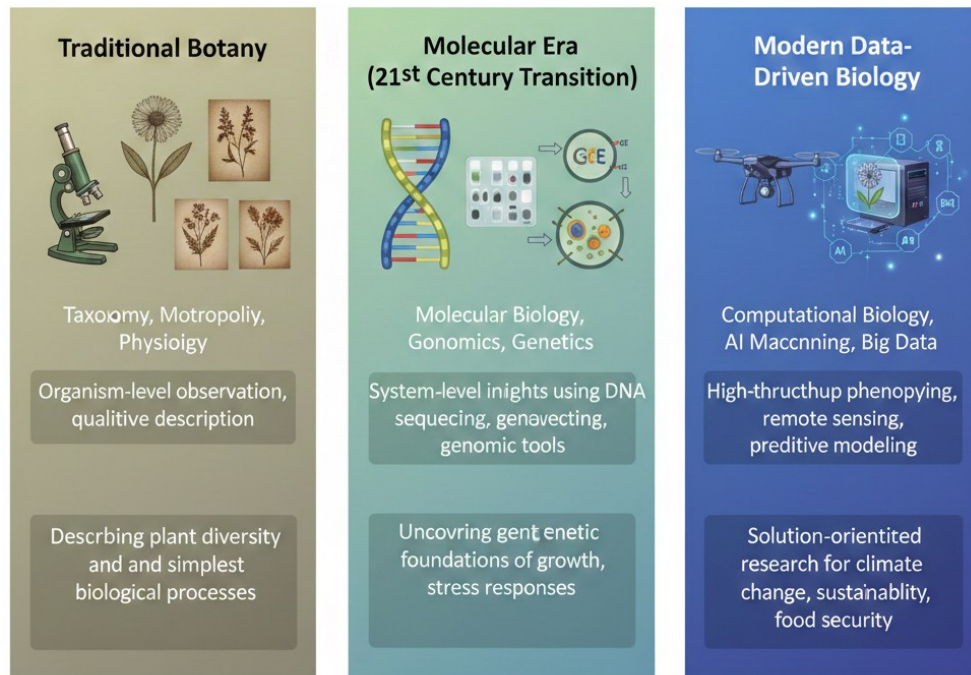 Traditional Botany
Taxonomy, Motropoliy,
Physioigy
Organism-level observation,
qualitive description
Descrbing plant diversity
and and simplest
biological processes
Molecular Era
(21st Century Transition)
GCE
Molecular Biology,
Gonomics, Genetics
System-level inights using DNA
sequecing, genavecting,
genomic tools
Uncovring gent enetic
foundations of growth,
stress responses
Modern Data-
Driven Biology
Computational Biology,
AI Maccnning, Big Data
High-thructhup phenopying,
remote sensing,
preditive modeling
Solution-orientited
research for climate
change, sustainablity,
food security